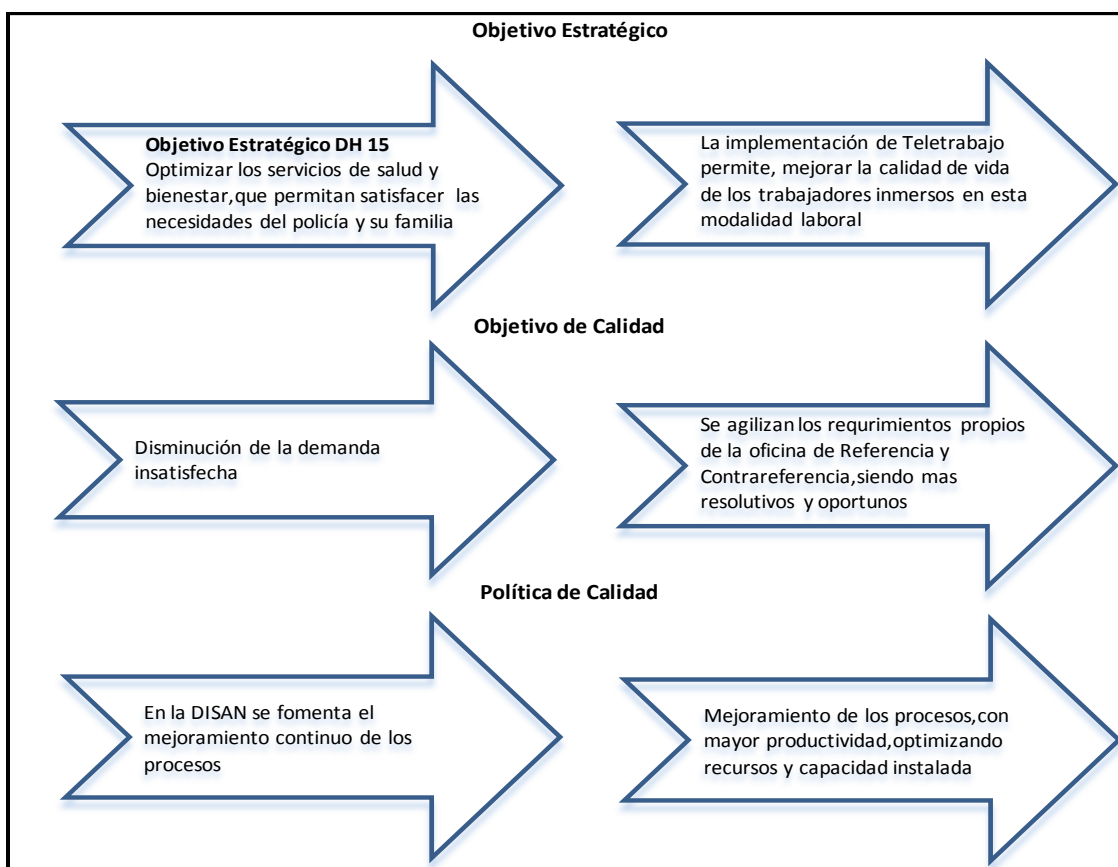 Objetivo Estratégico
Objetivo Estratégico DH 15
Optimizar los servicios de salud y
bienestar,que permitan satisfacer las
necesidades del policía y su familia
La implementación de Teletrabajo
permite, mejorar la calidad de vida
de los trabajadores inmersos en esta
modalidad laboral
Objetivo de Calidad
Disminución de la demanda
insatisfecha
Se agilizan los requrimientos propios
de la oficina de Referencia y
Contrareferencia,siendo mas
resolutivos y oportunos
Política de Calidad
En la DISAN se fomenta el
mejoramiento continuo de los
procesos
Mejoramiento de los procesos,con
mayor productividad,optimizando
recursos y capacidad instalada